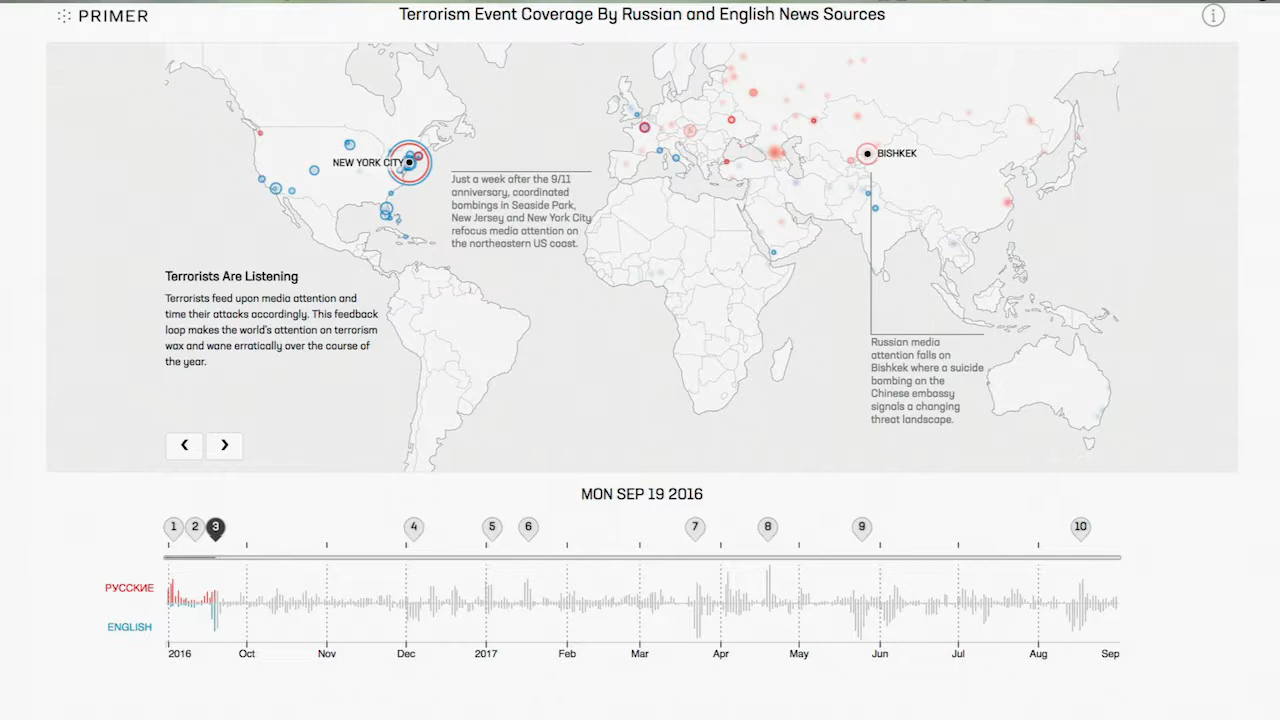 PRIMER
Terrorism Event Coverage By Russian and English News Sources
i
NEW YORK CITY
BISHKEK
Just a week after the 9/11
anniversary, coordinated
bombings in Seaside Park,
New Jersey and New York City
refocus media attention on
the northeastern US coast.
Terrorists Are Listening
Terrorists feed upon media attention and
time their attacks accordingly. This feedback
loop makes the world's attention on terrorism
wax and wane erratically over the course of
the year.
Russian media
attention falls on
Bishkek where a suicide
bombing on the
Chinese embassy
signals a changing
threat landscape.
MON SEP 19 2016
1 2 3 4 5 6 7 8 9 10
РУССКИЕ
ENGLISH
2016 Oct Nov Dec 2017 Feb Mar Apr May Jun Jul Aug Sep